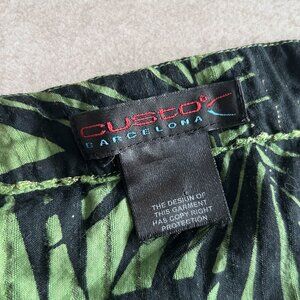 custo
BARCELONA
THE DESIGN OF
THIS GARMENT
HAS COPY RIGHT
PROTECTION